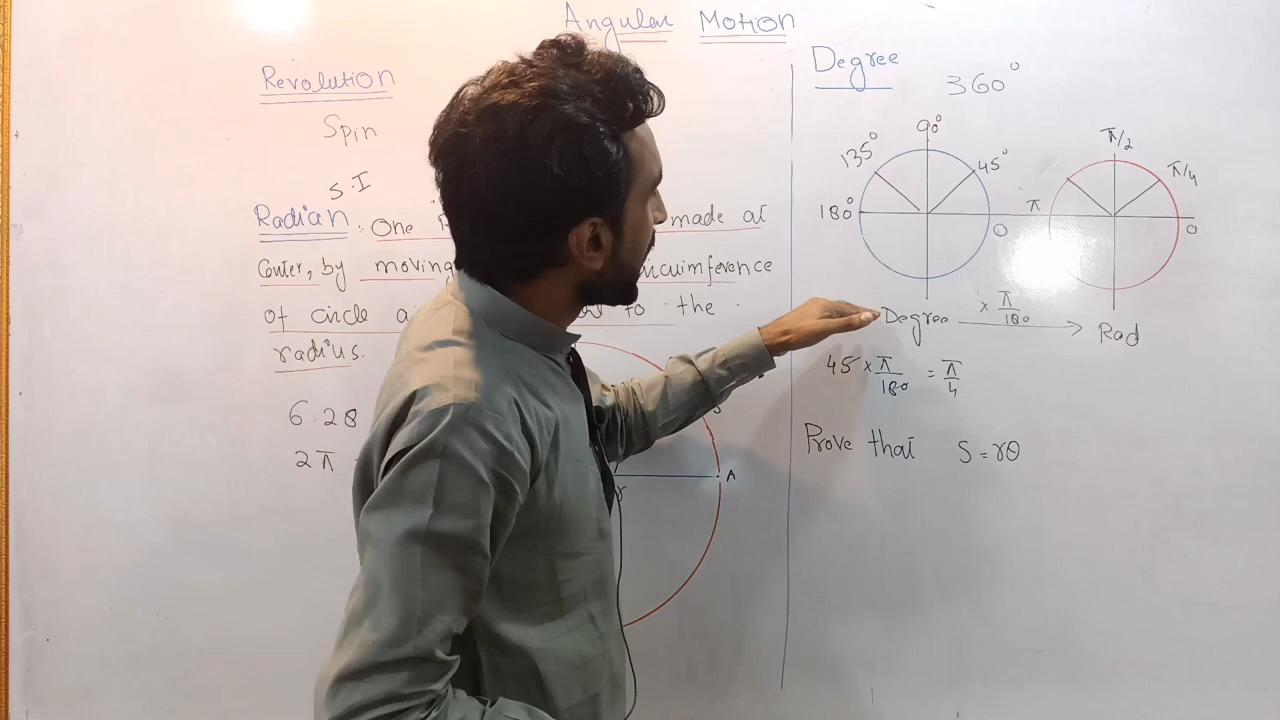 Angular Motion
Revolution
Spin
S.I
Radian : One made at
Center, by moving
of circle to the
radius.
6.28
2π
r
A
Degree
360°
90°
135°
45°
180°
0
π/2
π/4
π
0
Degree × π/180 Rad
45 × π/180 = π/4
Prove that S = rθ